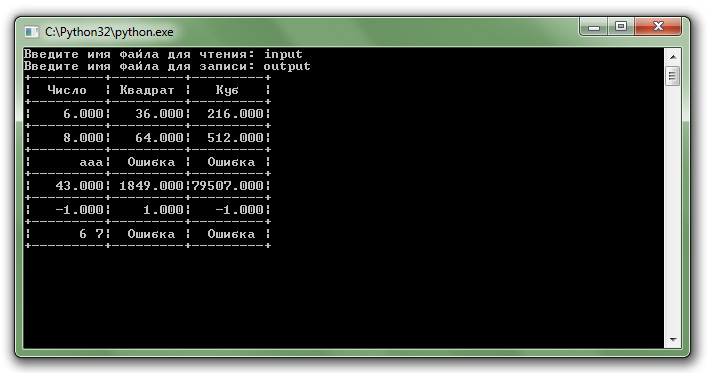 C:\Python32\python.exe
Введите имя файла для чтения: input
Введите имя файла для записи: output
+---------+---------+---------+
¦  Число  ¦ Квадрат ¦   Куб   ¦
+---------+---------+---------+
¦    6.000¦   36.000¦  216.000¦
+---------+---------+---------+
¦    8.000¦   64.000¦  512.000¦
+---------+---------+---------+
¦      aaa¦  Ошибка ¦  Ошибка ¦
+---------+---------+---------+
¦   43.000¦ 1849.000¦79507.000¦
+---------+---------+---------+
¦   -1.000¦    1.000¦   -1.000¦
+---------+---------+---------+
¦      6 7¦  Ошибка ¦  Ошибка ¦
+---------+---------+---------+